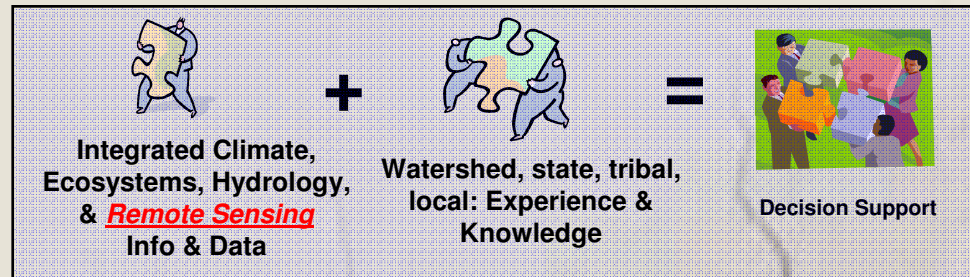 +
=
Integrated Climate,
Ecosystems, Hydrology,
& Remote Sensing
Info & Data
Watershed, state, tribal,
local: Experience &
Knowledge
Decision Support